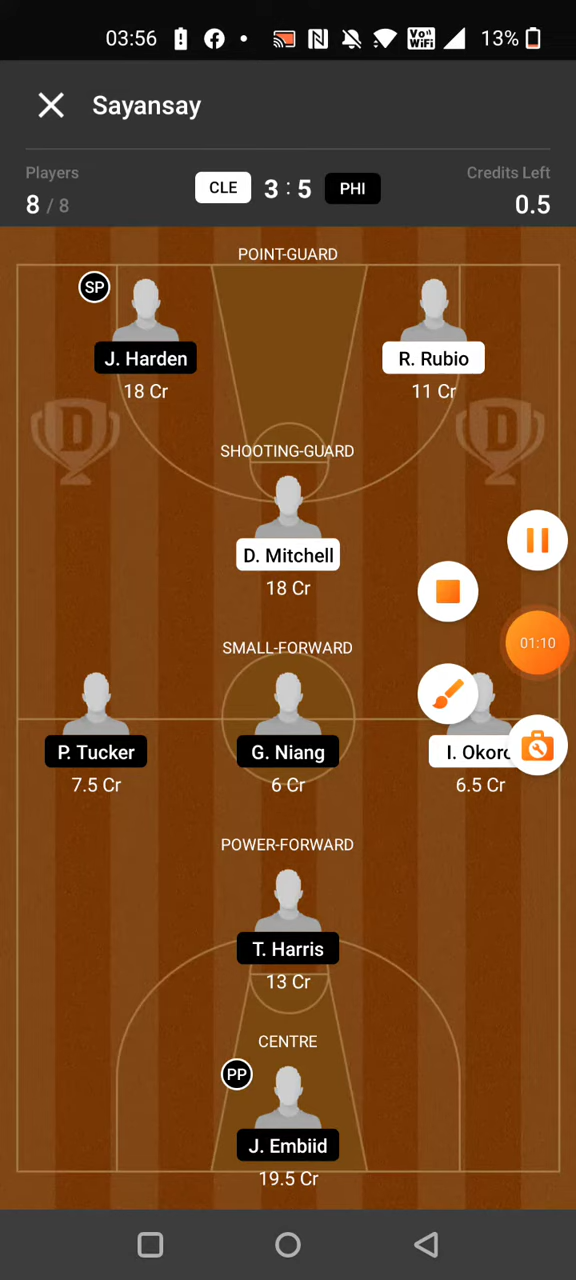 03:56 Vo)) WiFi 13%
Sayansay
Players
Credits Left
8 / 8
CLE 3 : 5 PHI
0.5
POINT-GUARD
SP
J. Harden
R. Rubio
18 Cr
11 Cr
D
D
SHOOTING-GUARD
D. Mitchell
18 Cr
01:10
SMALL-FORWARD
P. Tucker
G. Niang
I. Okoro
7.5 Cr
6 Cr
6.5 Cr
POWER-FORWARD
T. Harris
13 Cr
CENTRE
PP
J. Embiid
19.5 Cr